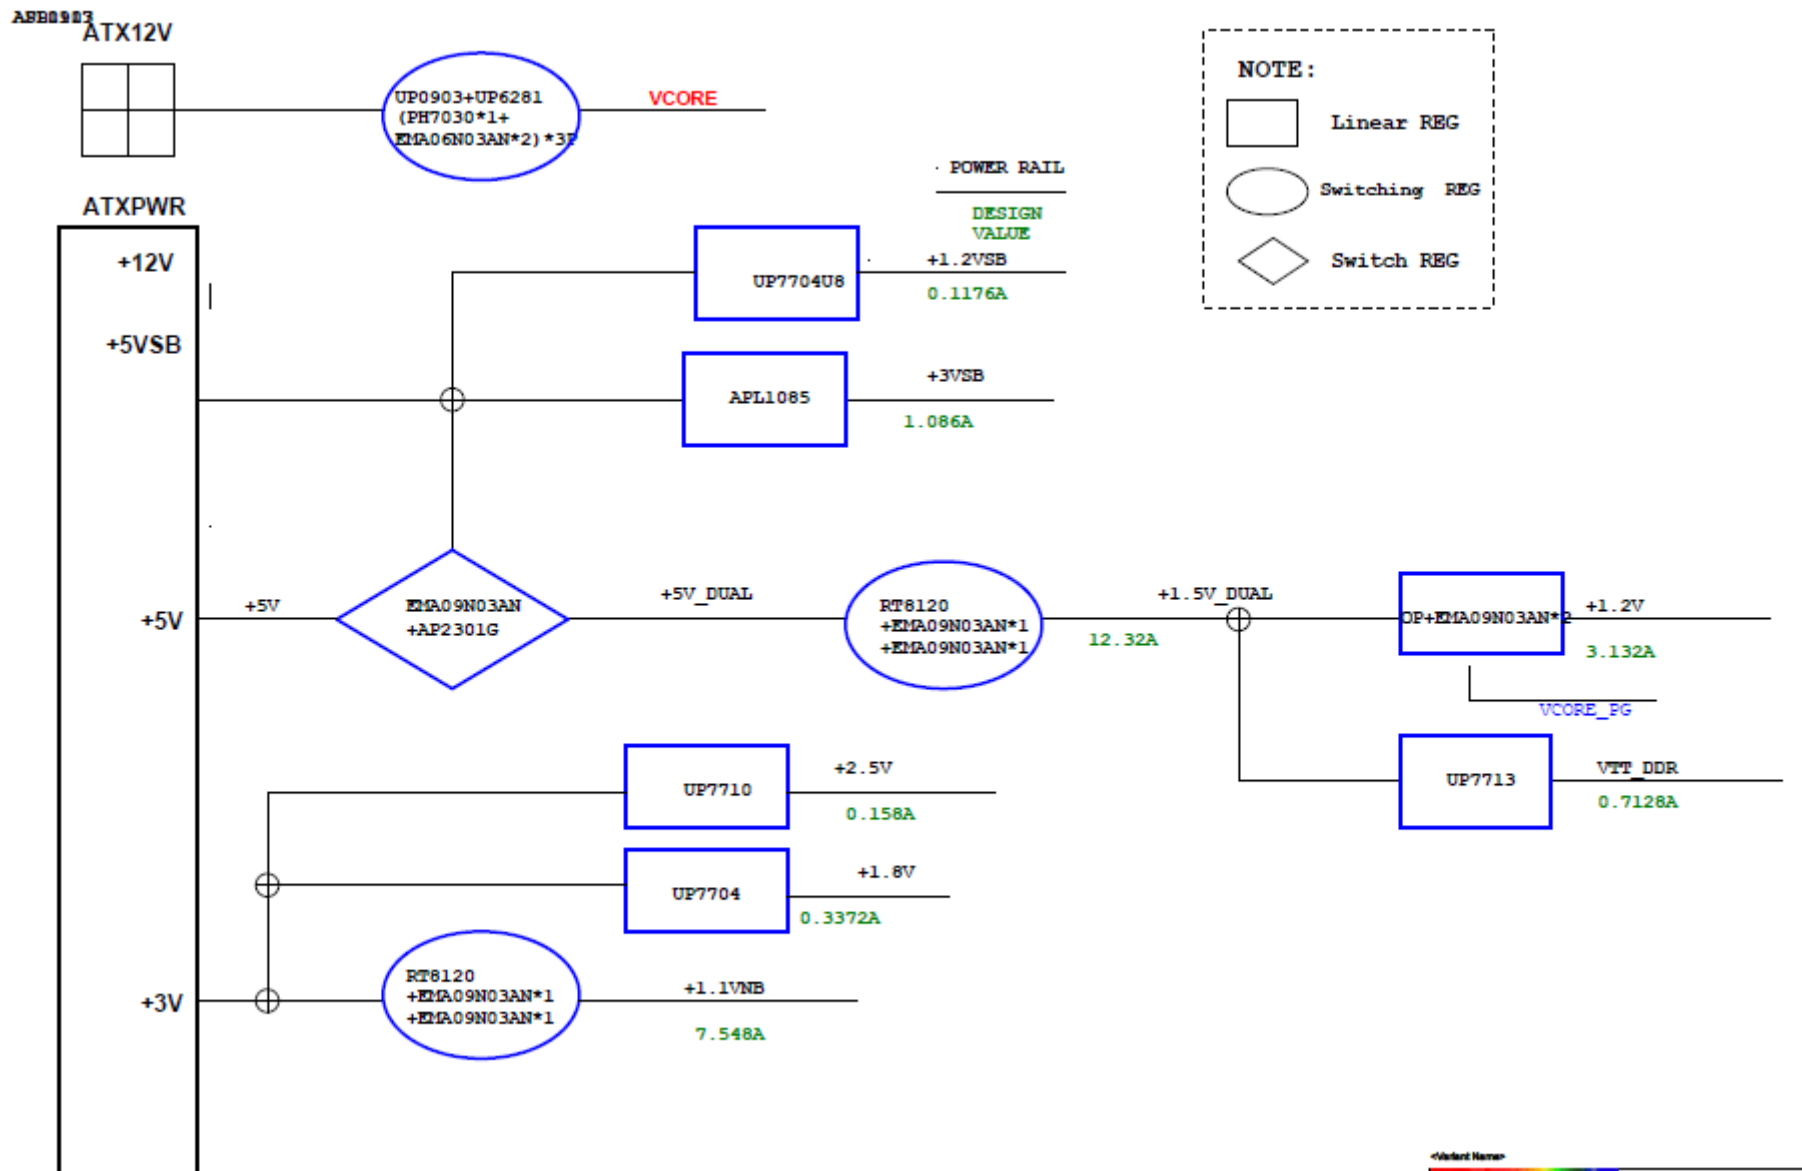 ATX12V
UP0903+UP6281
(PH7030*1+
EMA06N03AN*2)*3P
VCORE
NOTE:
Linear REG
Switching REG
Switch REG
POWER RAIL
DESIGN
VALUE
ATXPWR
+12V
UP7704U8
+1.2VSB
0.1176A
+5VSB
APL1085
+3VSB
1.086A
+5V
+5V
EMA09N03AN
+AP2301G
+5V_DUAL
RT8120
+EMA09N03AN*1
+EMA09N03AN*1
+1.5V_DUAL
12.32A
OP+EMA09N03AN*2
+1.2V
3.132A
VCORE_PG
UP7713
VTT_DDR
0.7128A
UP7710
+2.5V
0.158A
UP7704
+1.8V
0.3372A
+3V
RT8120
+EMA09N03AN*1
+EMA09N03AN*1
+1.1VNB
7.548A
<Variant Name>